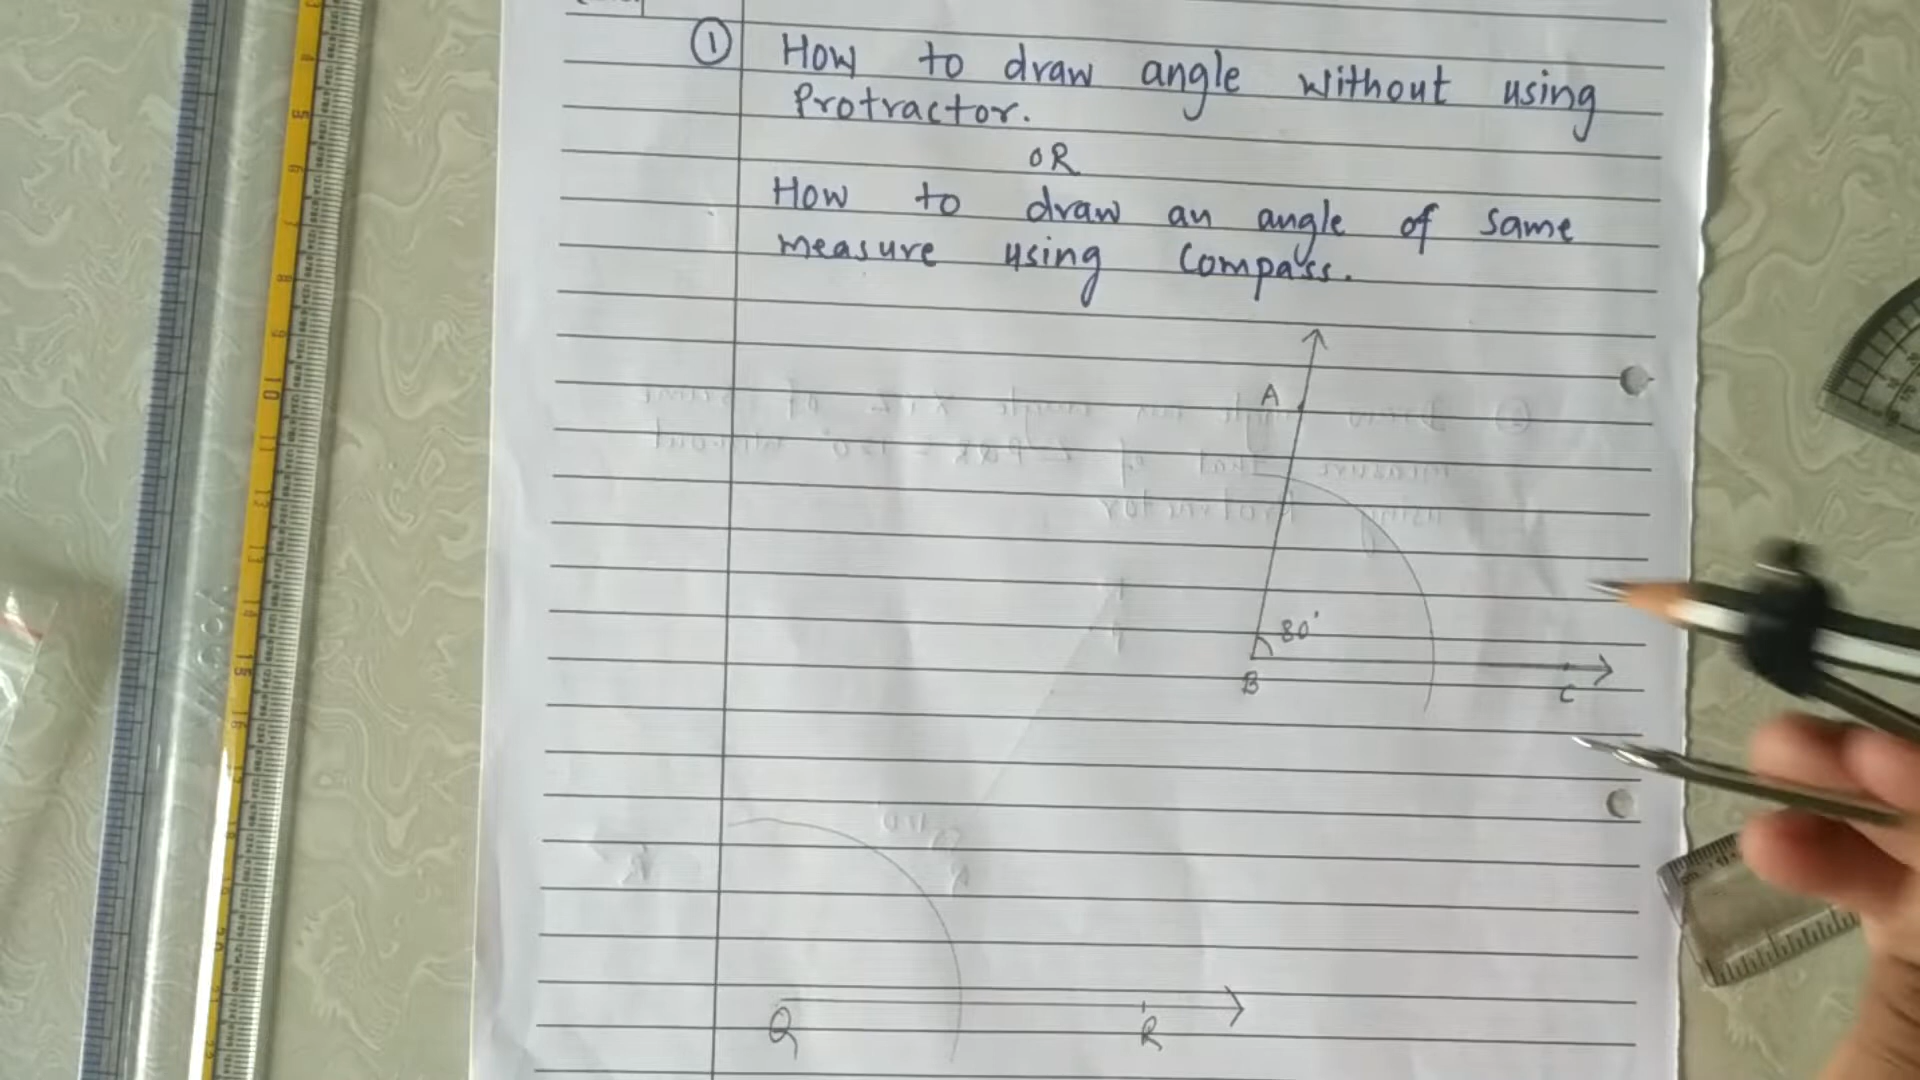 ① How to draw angle without using
Protractor.
OR
How to draw an angle of same
measure using Compass.
A
80°
B
C
Q
R